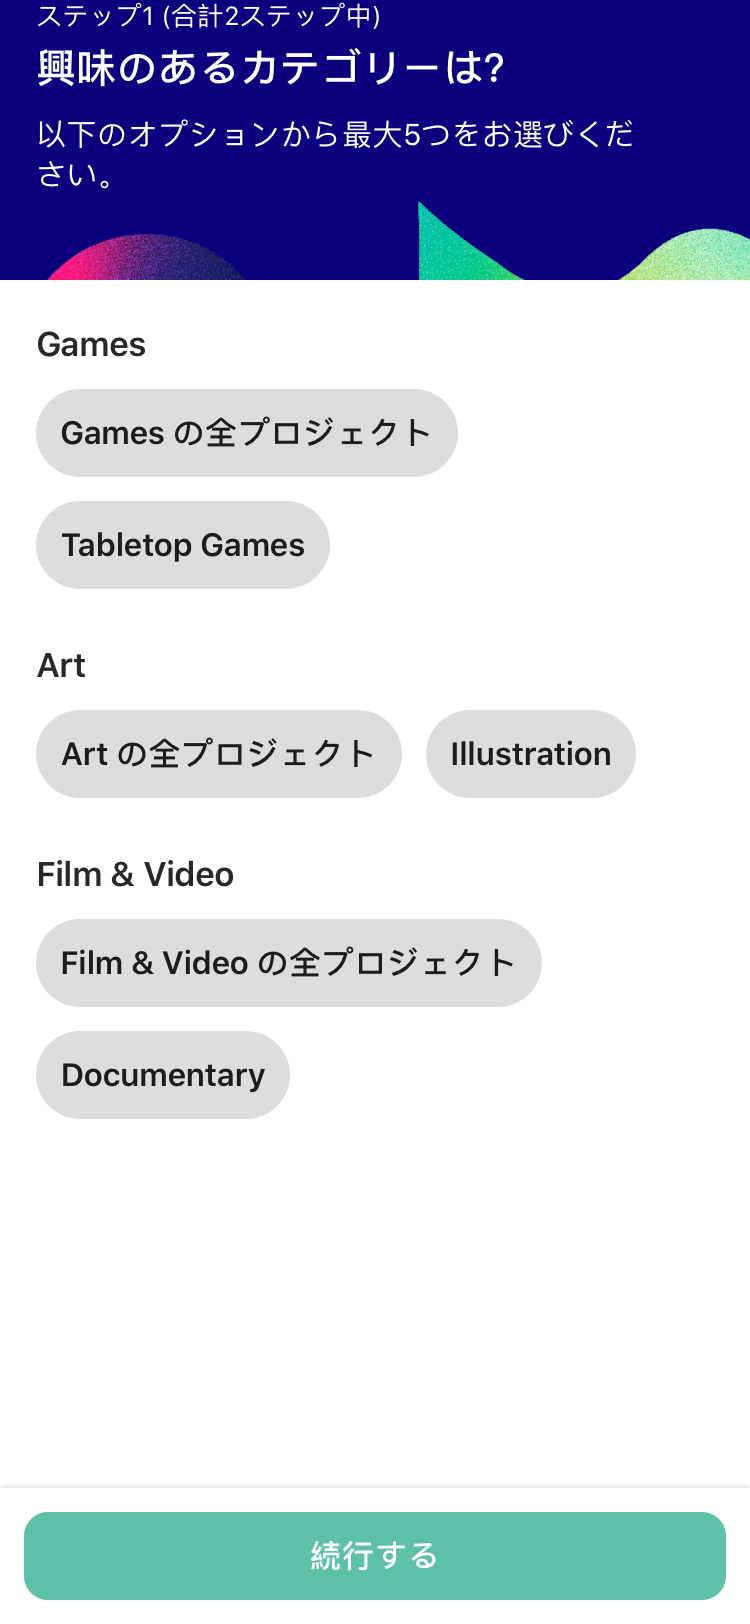 ステップ1 (合計2ステップ中)
興味のあるカテゴリーは?
以下のオプションから最大5つをお選びくだ
さい。
Games
Games の全プロジェクト
Tabletop Games
Art
Art の全プロジェクト
Illustration
Film & Video
Film & Video の全プロジェクト
Documentary
続行する